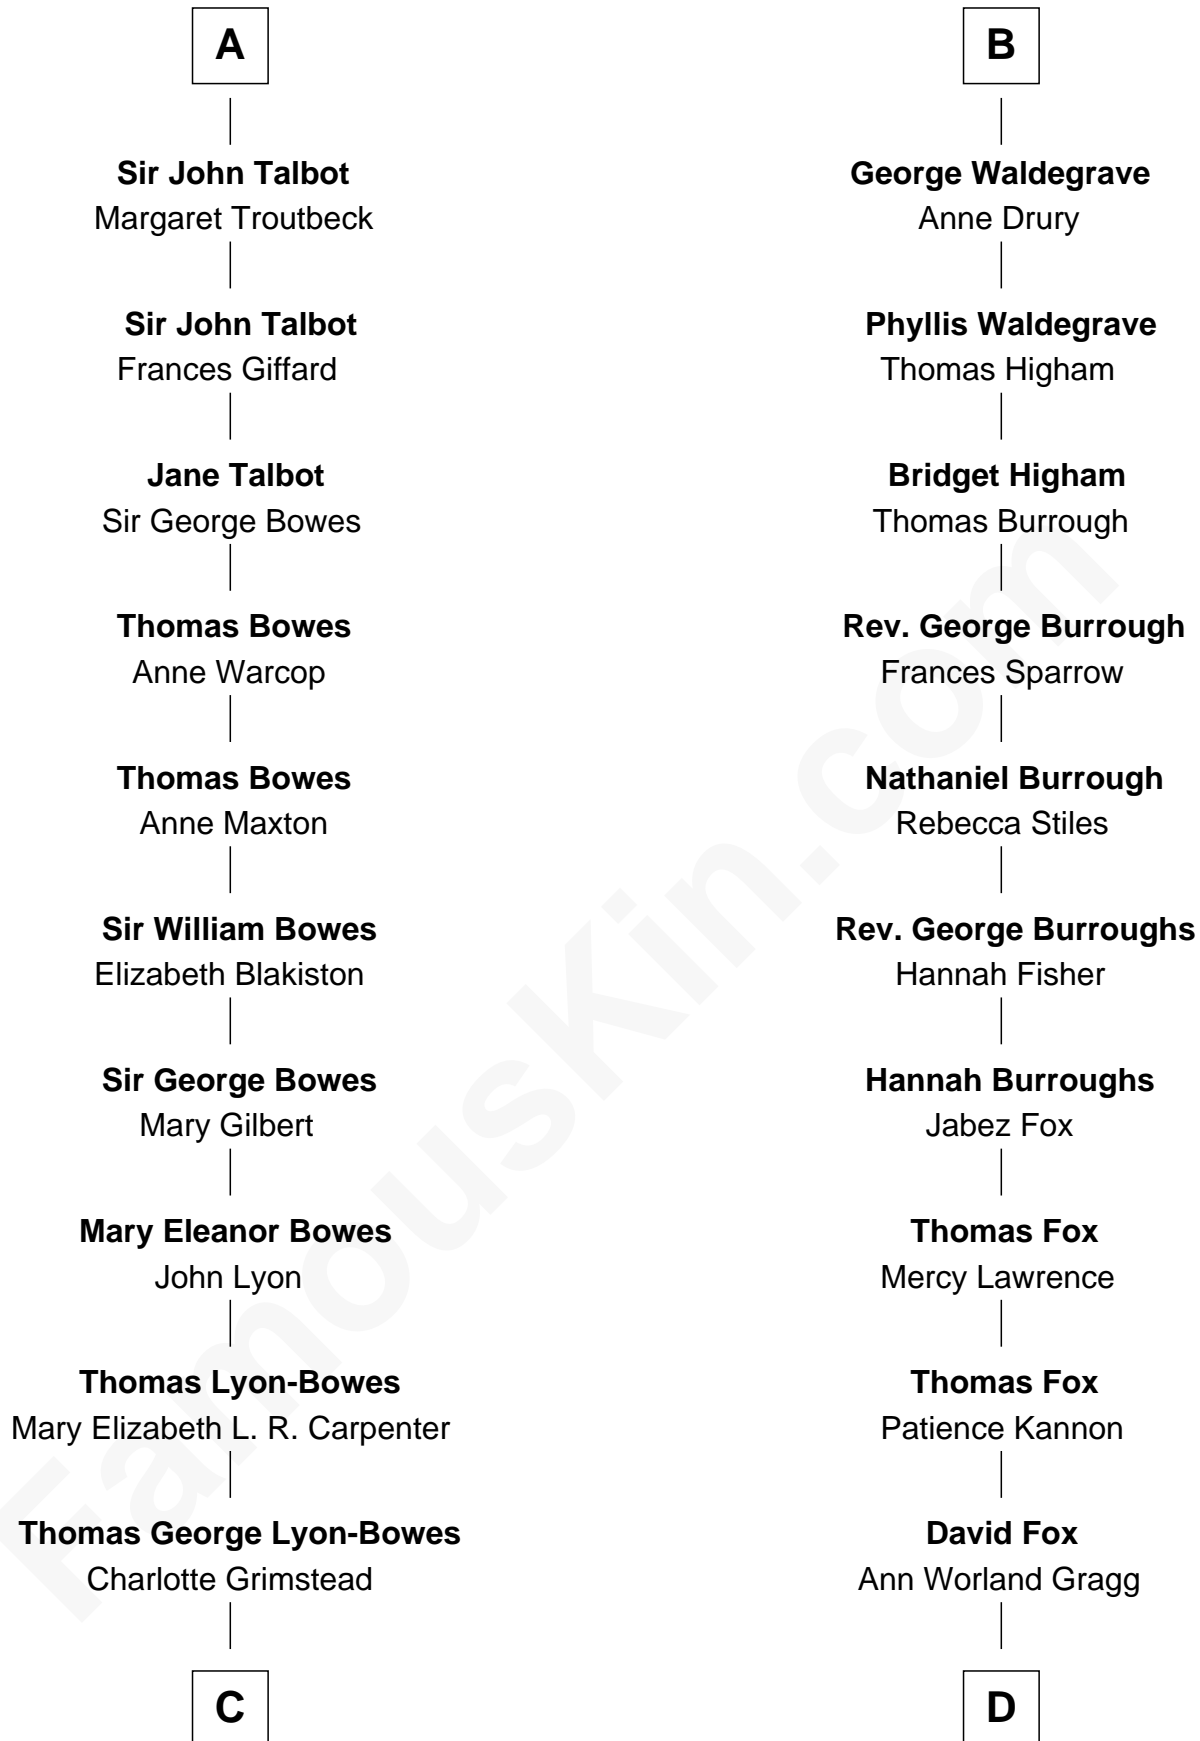 A
Sir John Talbot
Margaret Troutbeck
Sir John Talbot
Frances Giffard
Jane Talbot
Sir George Bowes
Thomas Bowes
Anne Warcop
Thomas Bowes
Anne Maxton
Sir William Bowes
Elizabeth Blakiston
Sir George Bowes
Mary Gilbert
Mary Eleanor Bowes
John Lyon
Thomas Lyon-Bowes
Mary Elizabeth L. R. Carpenter
Thomas George Lyon-Bowes
Charlotte Grimstead
C
B
George Waldegrave
Anne Drury
Phyllis Waldegrave
Thomas Higham
Bridget Higham
Thomas Burrough
Rev. George Burrough
Frances Sparrow
Nathaniel Burrough
Rebecca Stiles
Rev. George Burroughs
Hannah Fisher
Hannah Burroughs
Jabez Fox
Thomas Fox
Mercy Lawrence
Thomas Fox
Patience Kannon
David Fox
Ann Worland Gragg
D
FamousKin.com